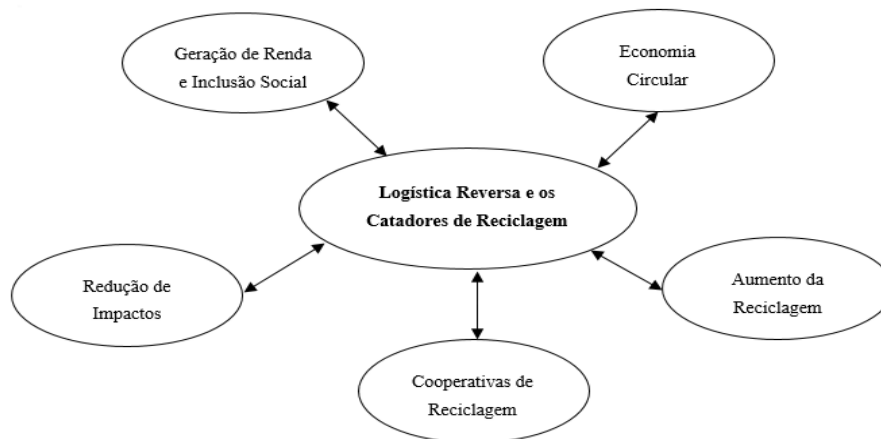 Geração de Renda
e Inclusão Social
Economia
Circular
Logística Reversa e os
Catadores de Reciclagem
Redução de
Impactos
Aumento da
Reciclagem
Cooperativas de
Reciclagem